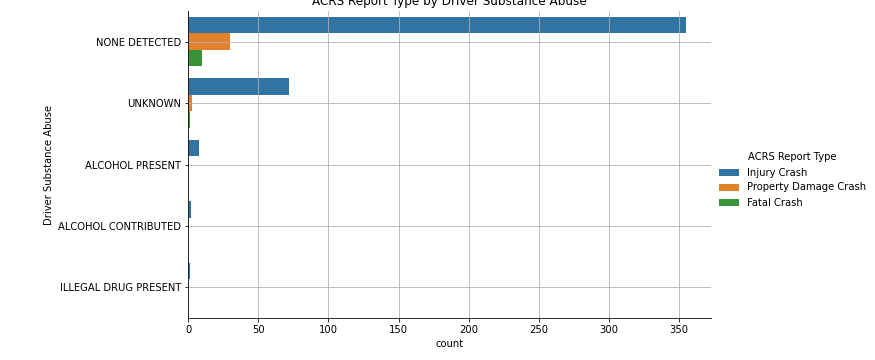 ACRS Report Type by Driver Substance Abuse
NONE DETECTED
UNKNOWN
ALCOHOL PRESENT
ALCOHOL CONTRIBUTED
ILLEGAL DRUG PRESENT
Driver Substance Abuse
0 50 100 150 200 250 300 350
count
ACRS Report Type
Injury Crash
Property Damage Crash
Fatal Crash